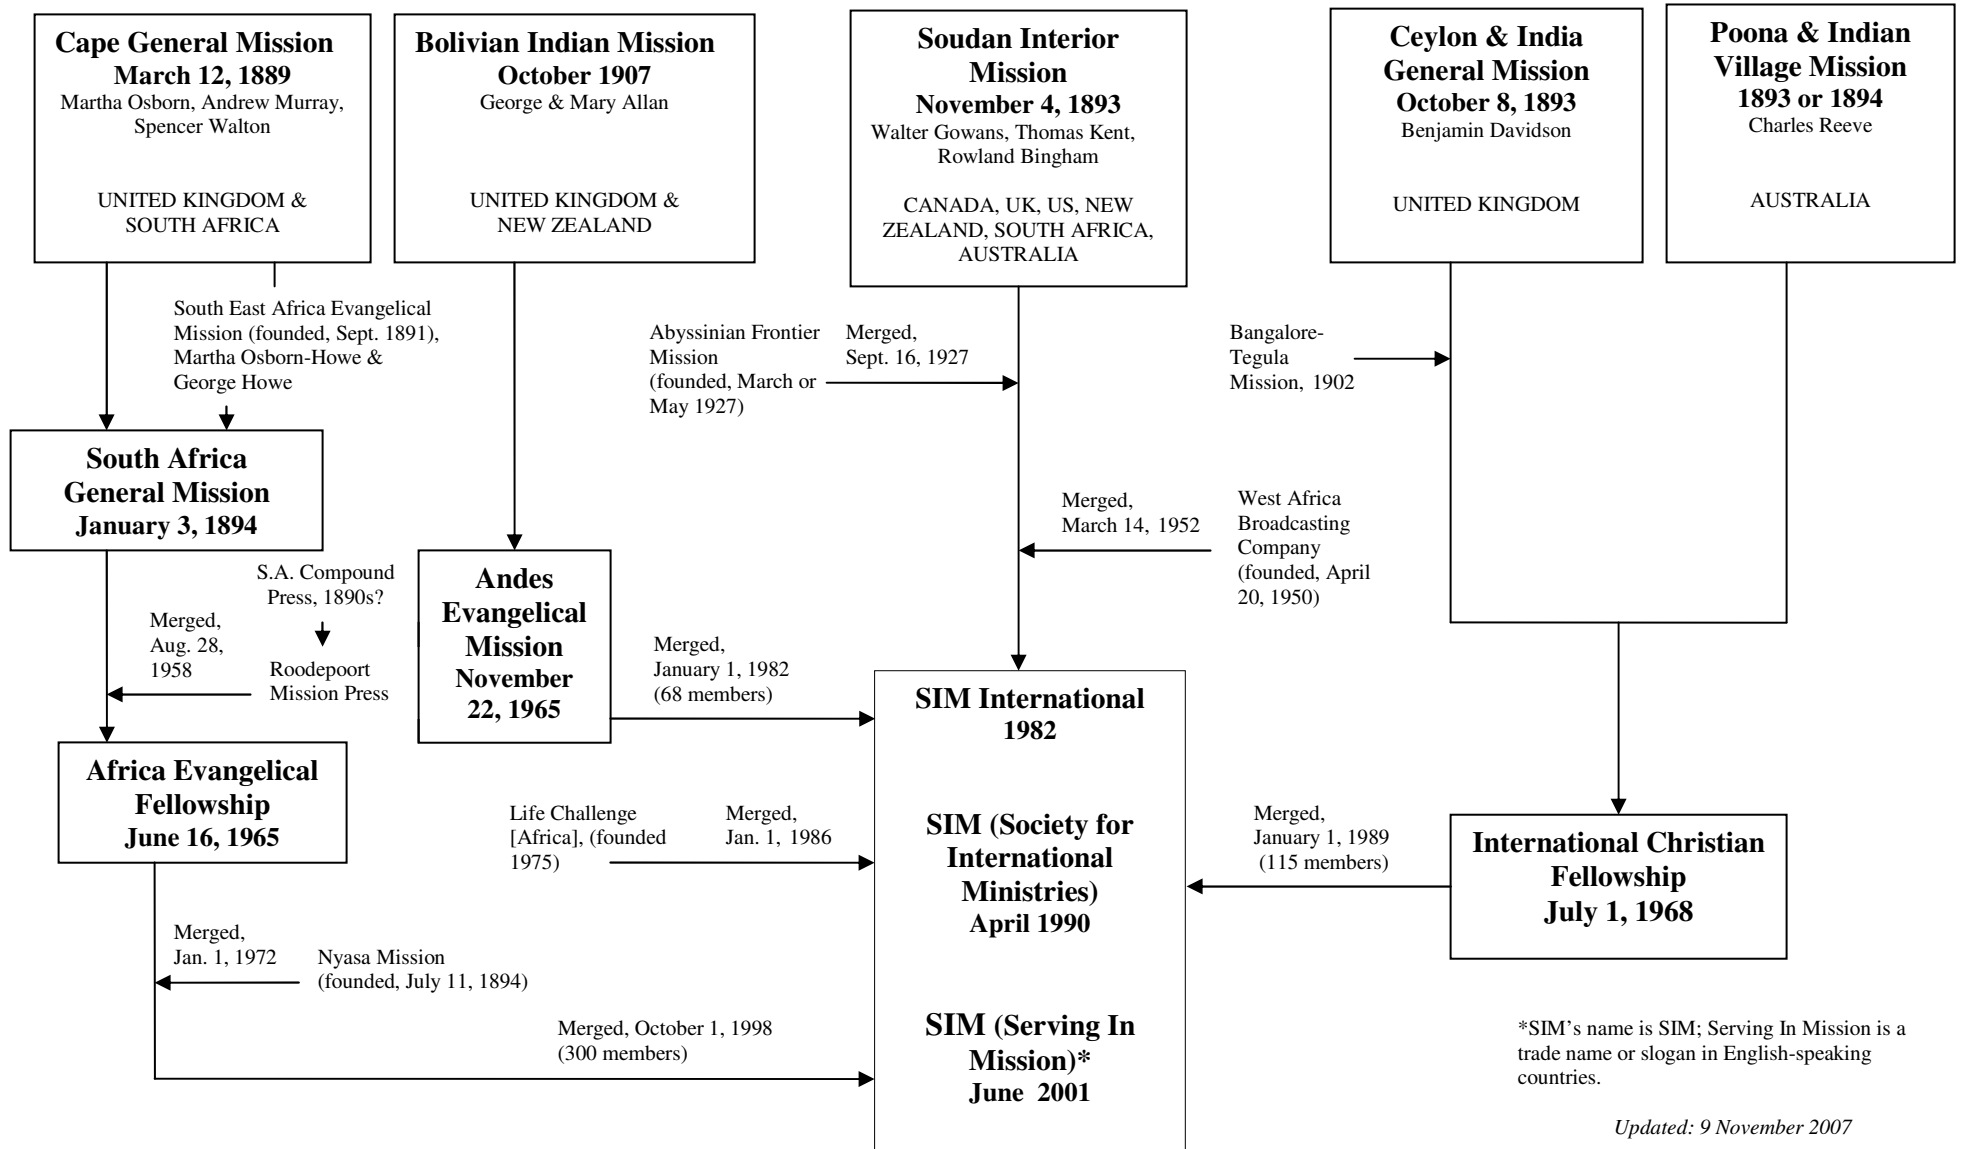 Cape General Mission
March 12, 1889
Martha Osborn, Andrew Murray,
Spencer Walton
UNITED KINGDOM &
SOUTH AFRICA
Bolivian Indian Mission
October 1907
George & Mary Allan
UNITED KINGDOM &
NEW ZEALAND
Soudan Interior
Mission
November 4, 1893
Walter Gowans, Thomas Kent,
Rowland Bingham
CANADA, UK, US, NEW
ZEALAND, SOUTH AFRICA,
AUSTRALIA
Ceylon & India
General Mission
October 8, 1893
Benjamin Davidson
UNITED KINGDOM
Poona & Indian
Village Mission
1893 or 1894
Charles Reeve
AUSTRALIA
South East Africa Evangelical
Mission (founded, Sept. 1891),
Martha Osborn-Howe &
George Howe
Abyssinian Frontier
Mission
(founded, March or
May 1927)
Merged,
Sept. 16, 1927
Bangalore-
Tegula
Mission, 1902
South Africa
General Mission
January 3, 1894
Merged,
March 14, 1952
West Africa
Broadcasting
Company
(founded, April
20, 1950)
S.A. Compound
Press, 1890s?
Merged,
Aug. 28,
1958
Roodepoort
Mission Press
Andes
Evangelical
Mission
November
22, 1965
Merged,
January 1, 1982
(68 members)
SIM International
1982
Africa Evangelical
Fellowship
June 16, 1965
Life Challenge
[Africa], (founded
1975)
Merged,
Jan. 1, 1986
SIM (Society for
International
Ministries)
April 1990
Merged,
January 1, 1989
(115 members)
International Christian
Fellowship
July 1, 1968
Merged,
Jan. 1, 1972
Nyasa Mission
(founded, July 11, 1894)
Merged, October 1, 1998
(300 members)
SIM (Serving In
Mission)*
June 2001
*SIM's name is SIM; Serving In Mission is a
trade name or slogan in English-speaking
countries.
Updated: 9 November 2007